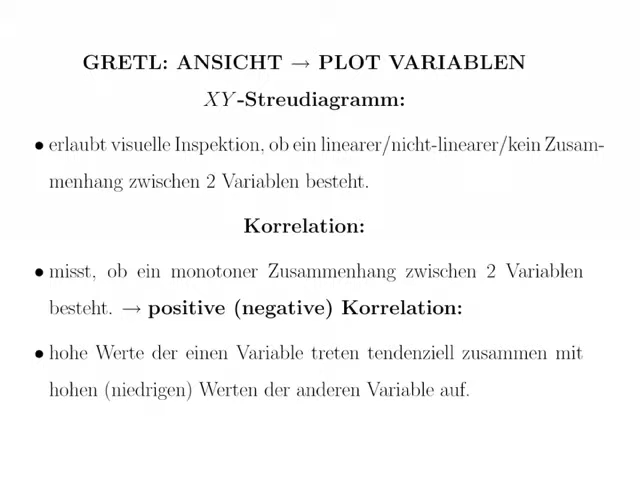 GRETL: ANSICHT → PLOT VARIABLEN
XY-Streudiagramm:
• erlaubt visuelle Inspektion, ob ein linearer/nicht-linearer/kein Zusam-
menhang zwischen 2 Variablen besteht.
Korrelation:
• misst, ob ein monotoner Zusammenhang zwischen 2 Variablen
besteht. → positive (negative) Korrelation:
• hohe Werte der einen Variable treten tendenziell zusammen mit
hohen (niedrigen) Werten der anderen Variable auf.